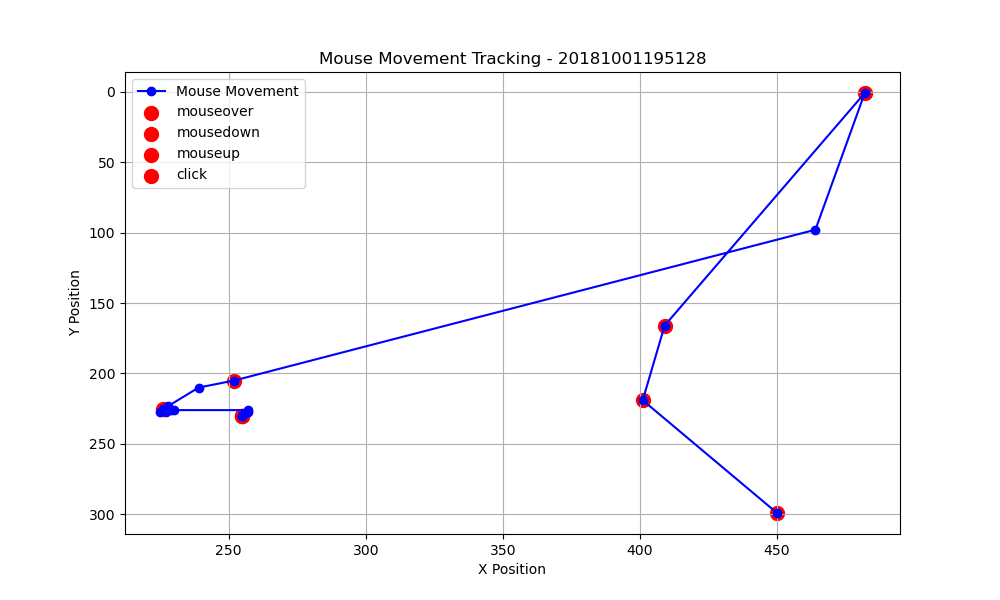 Mouse Movement Tracking - 20181001195128
Mouse Movement
mouseover
mousedown
mouseup
click
0
50
100
150
200
250
300
Y Position
250
300
350
400
450
X Position